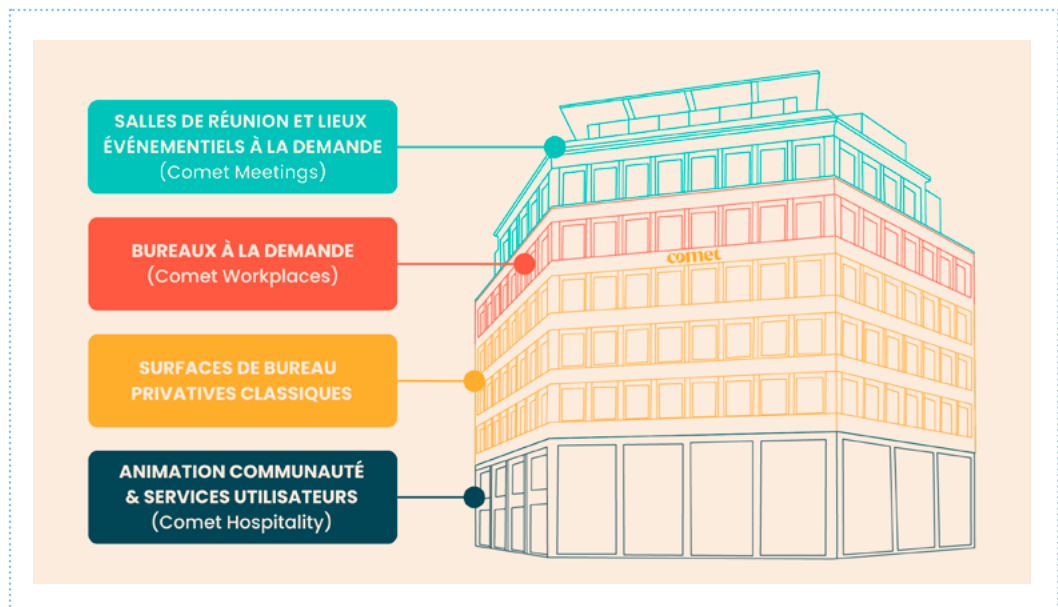 SALLES DE RÉUNION ET LIEUX
ÉVÉNEMENTIELS À LA DEMANDE
(Comet Meetings)
BUREAUX À LA DEMANDE
(Comet Workplaces)
comet
SURFACES DE BUREAU
PRIVATIVES CLASSIQUES
ANIMATION COMMUNAUTÉ
& SERVICES UTILISATEURS
(Comet Hospitality)